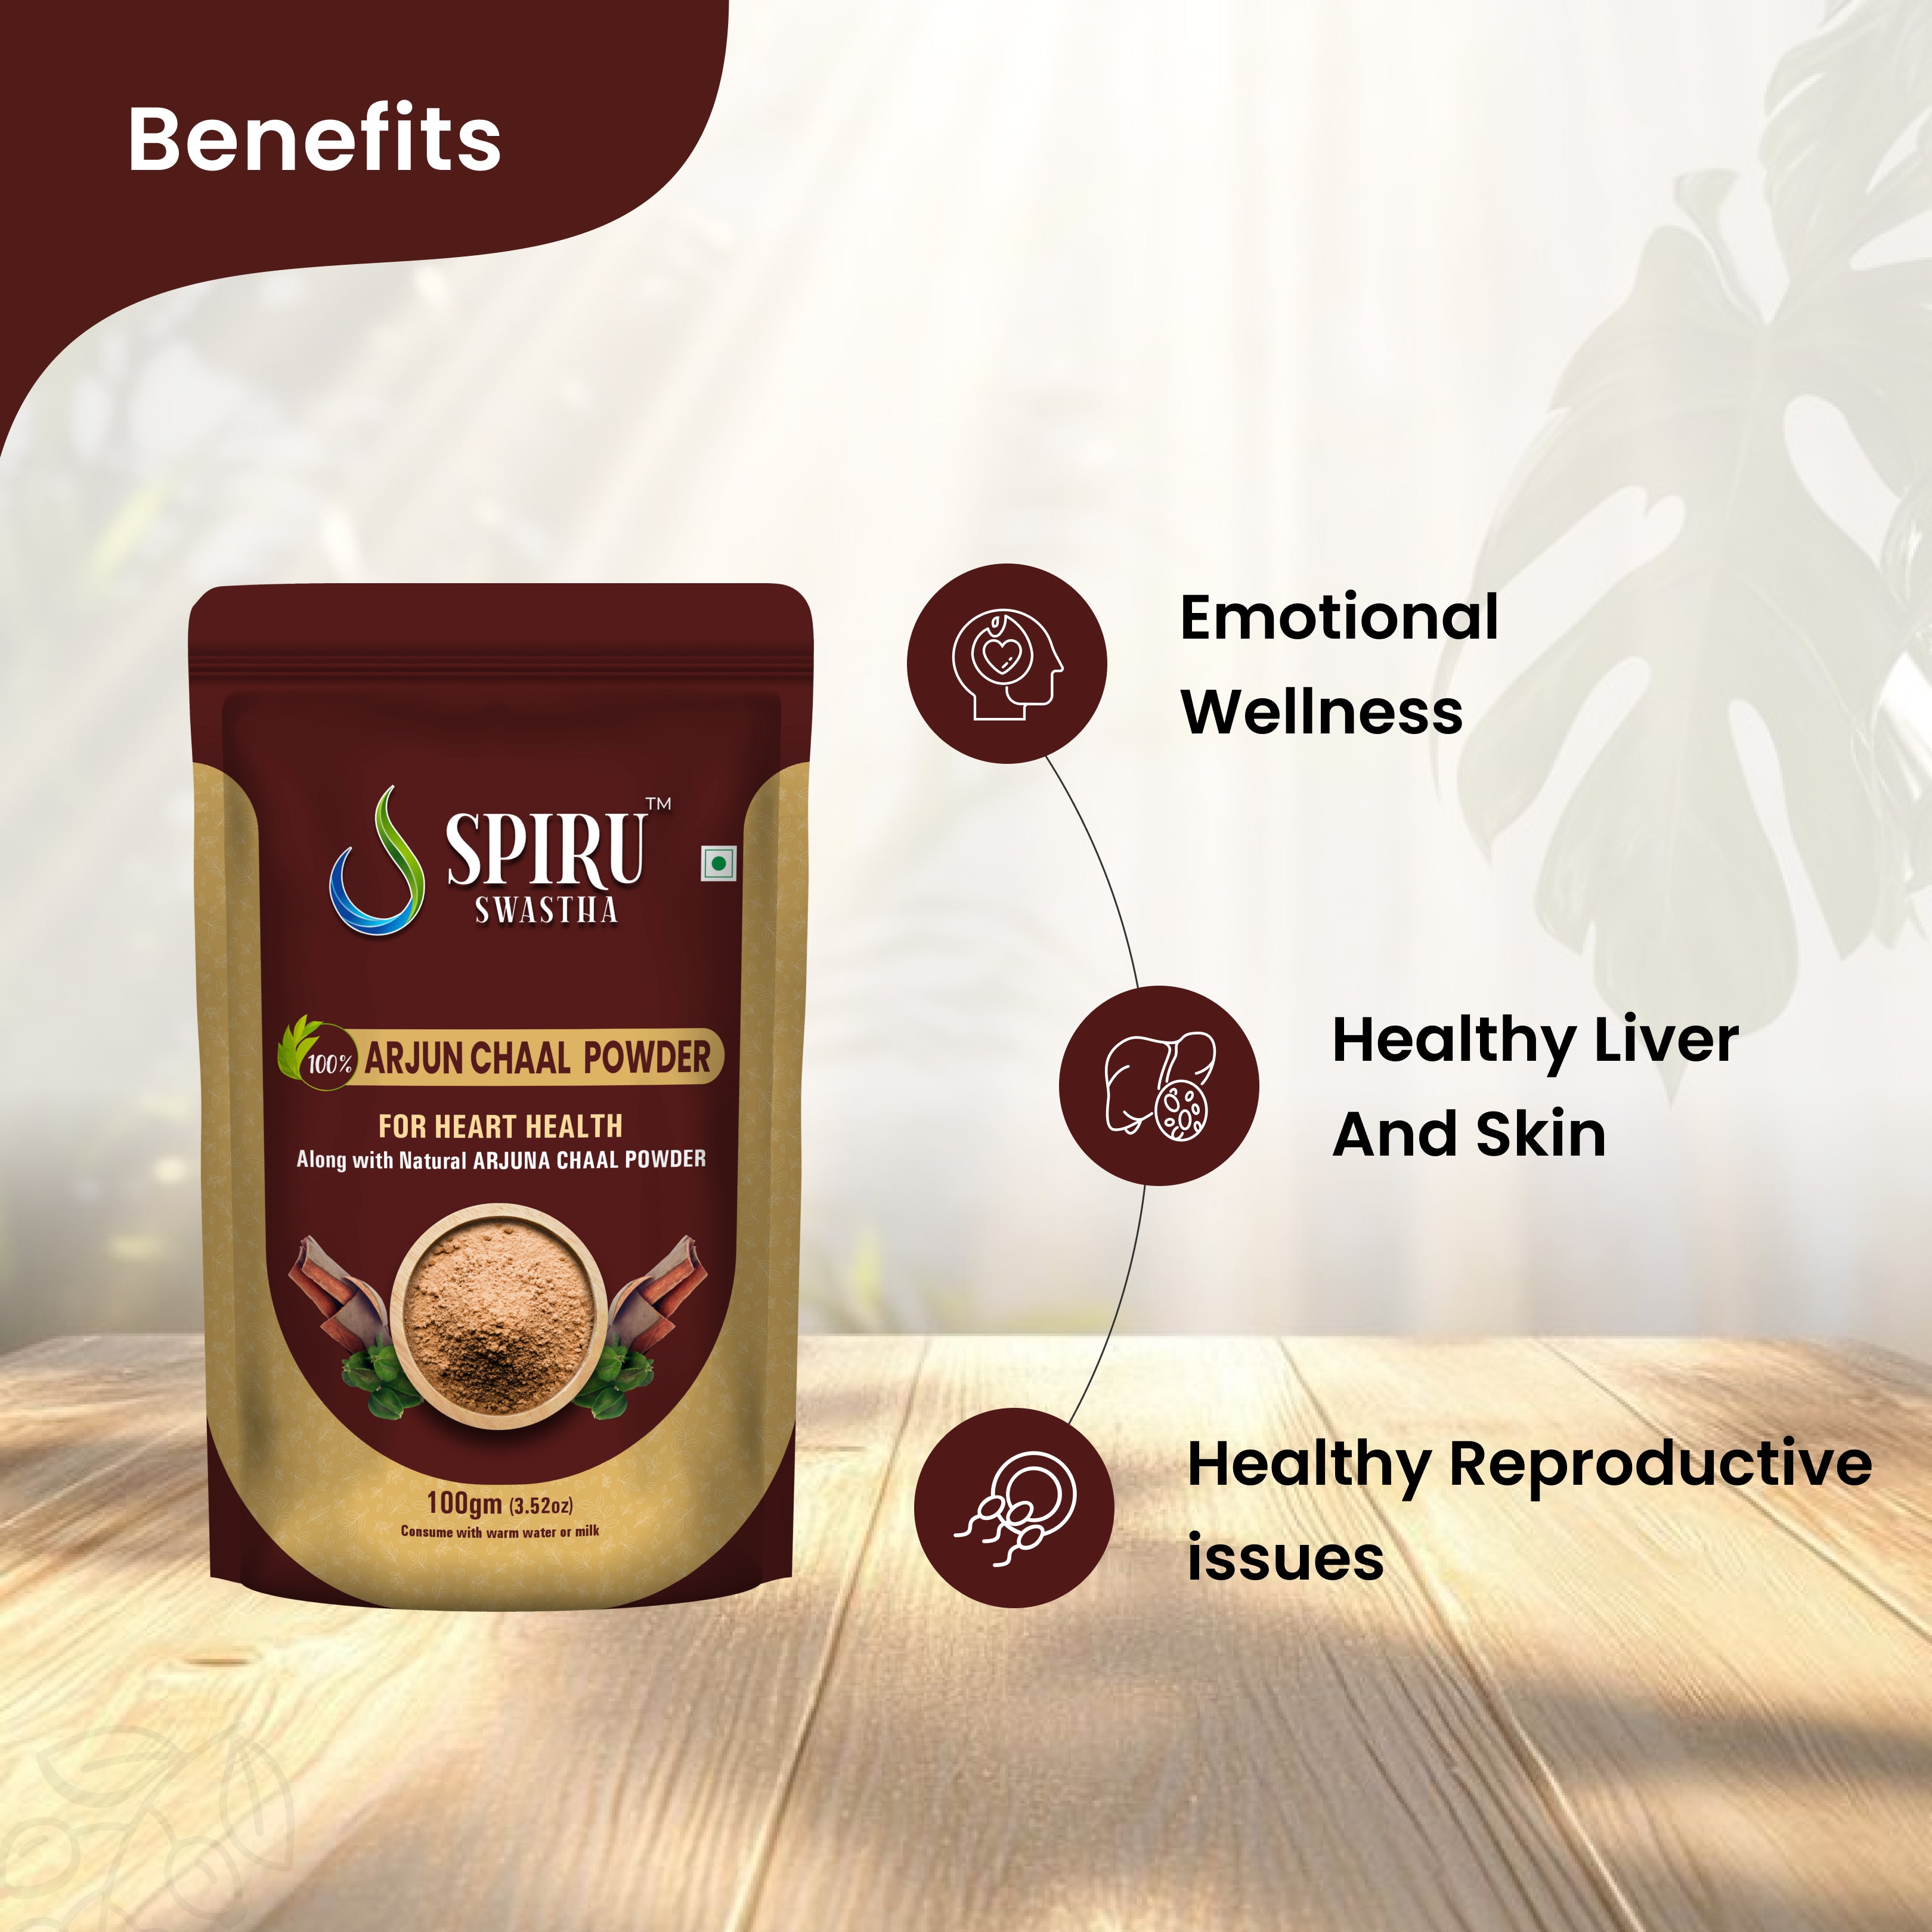 Benefits
SPIRU™
SWASTHA
100% ARJUN CHAAL POWDER
FOR HEART HEALTH
Along with Natural ARJUNA CHAAL POWDER
100gm (3.52oz)
Consume with warm water or milk
Emotional
Wellness
Healthy Liver
And Skin
Healthy Reproductive
issues